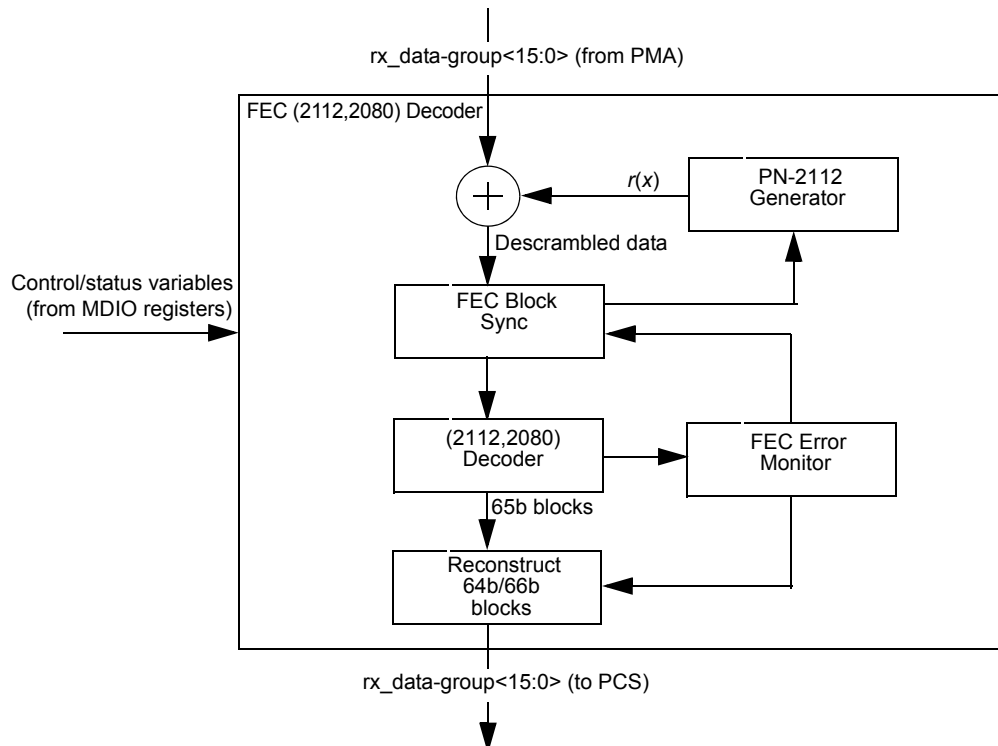 rx_data-group<15:0> (from PMA)
FEC (2112,2080) Decoder
r(x)
PN-2112
Generator
Descrambled data
Control/status variables
(from MDIO registers)
FEC Block
Sync
(2112,2080)
Decoder
FEC Error
Monitor
65b blocks
Reconstruct
64b/66b
blocks
rx_data-group<15:0> (to PCS)